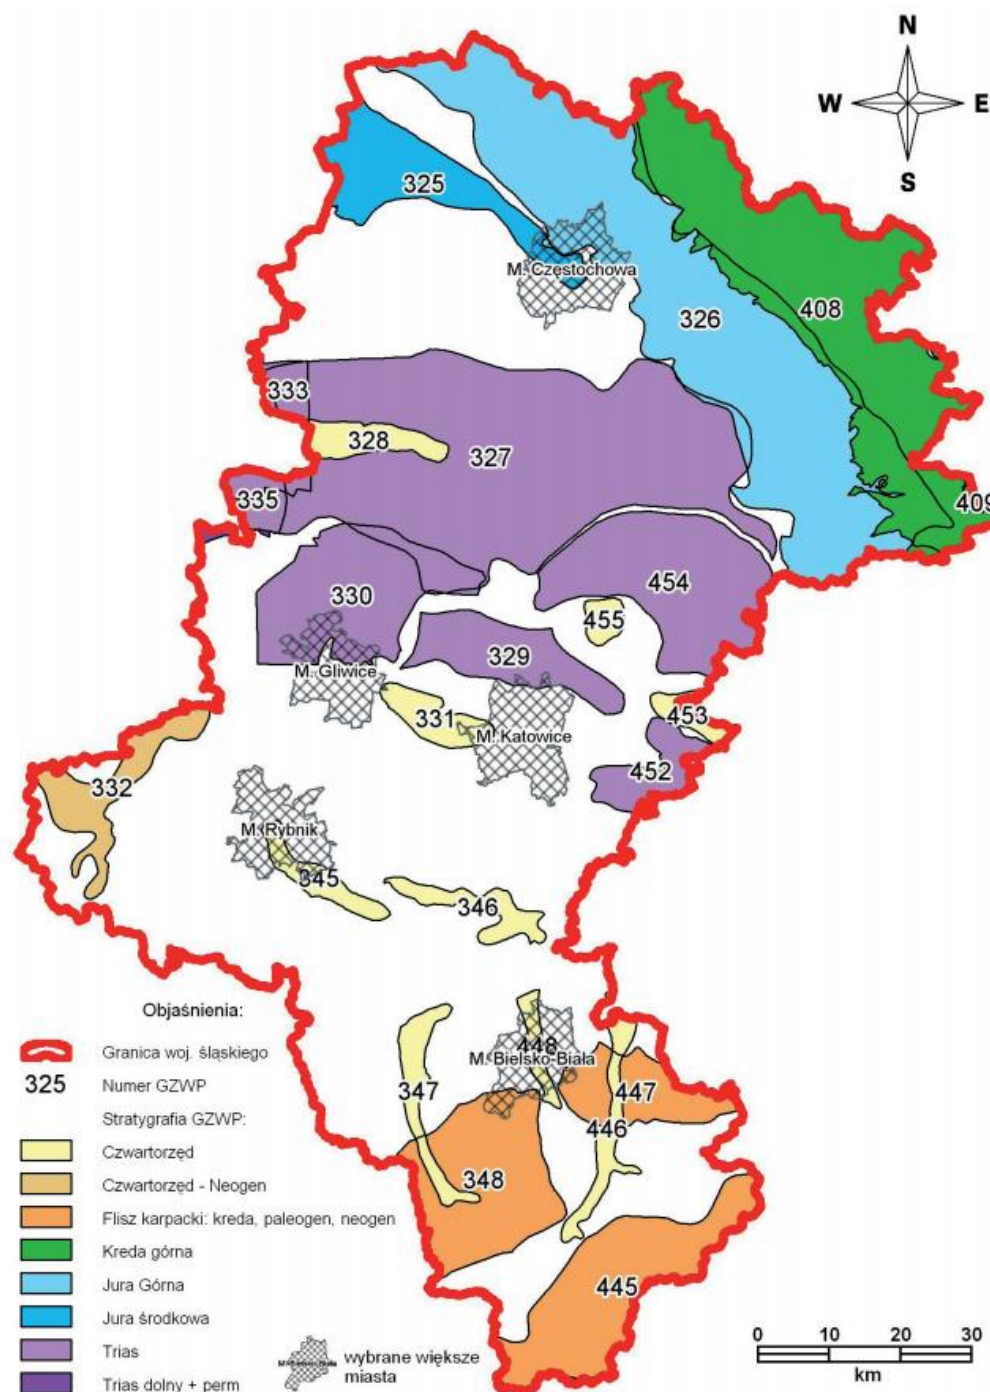 N
W E
S
325
M. Częstochowa
326
408
333
328
327
335
409
330
454
455
329
M. Gliwice
331
M. Katowice
453
452
332
M. Rybnik
345
346
448
M. Bielsko-Biała
347
447
446
348
445
Objaśnienia:
Granica woj. śląskiego
325 Numer GZWP
Stratygrafia GZWP:
Czwartorzęd
Czwartorzęd - Neogen
Flisz karpacki: kreda, paleogen, neogen
Kreda górna
Jura Górna
Jura środkowa
Trias
Trias dolny + perm
M. Bielsko-Biała
wybrane większe
miasta
0 10 20 30
km